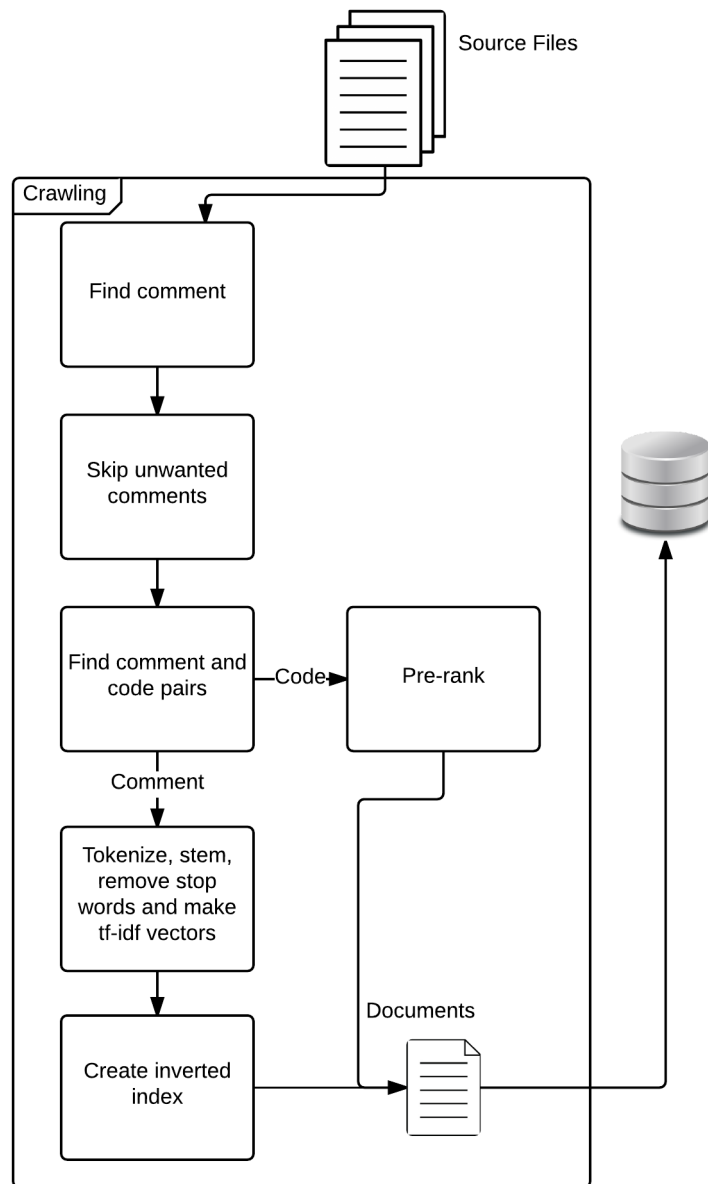 Source Files
Crawling
Find comment
Skip unwanted
comments
Find comment and
code pairs
Code
Pre-rank
Comment
Tokenize, stem,
remove stop
words and make
tf-idf vectors
Documents
Create inverted
index